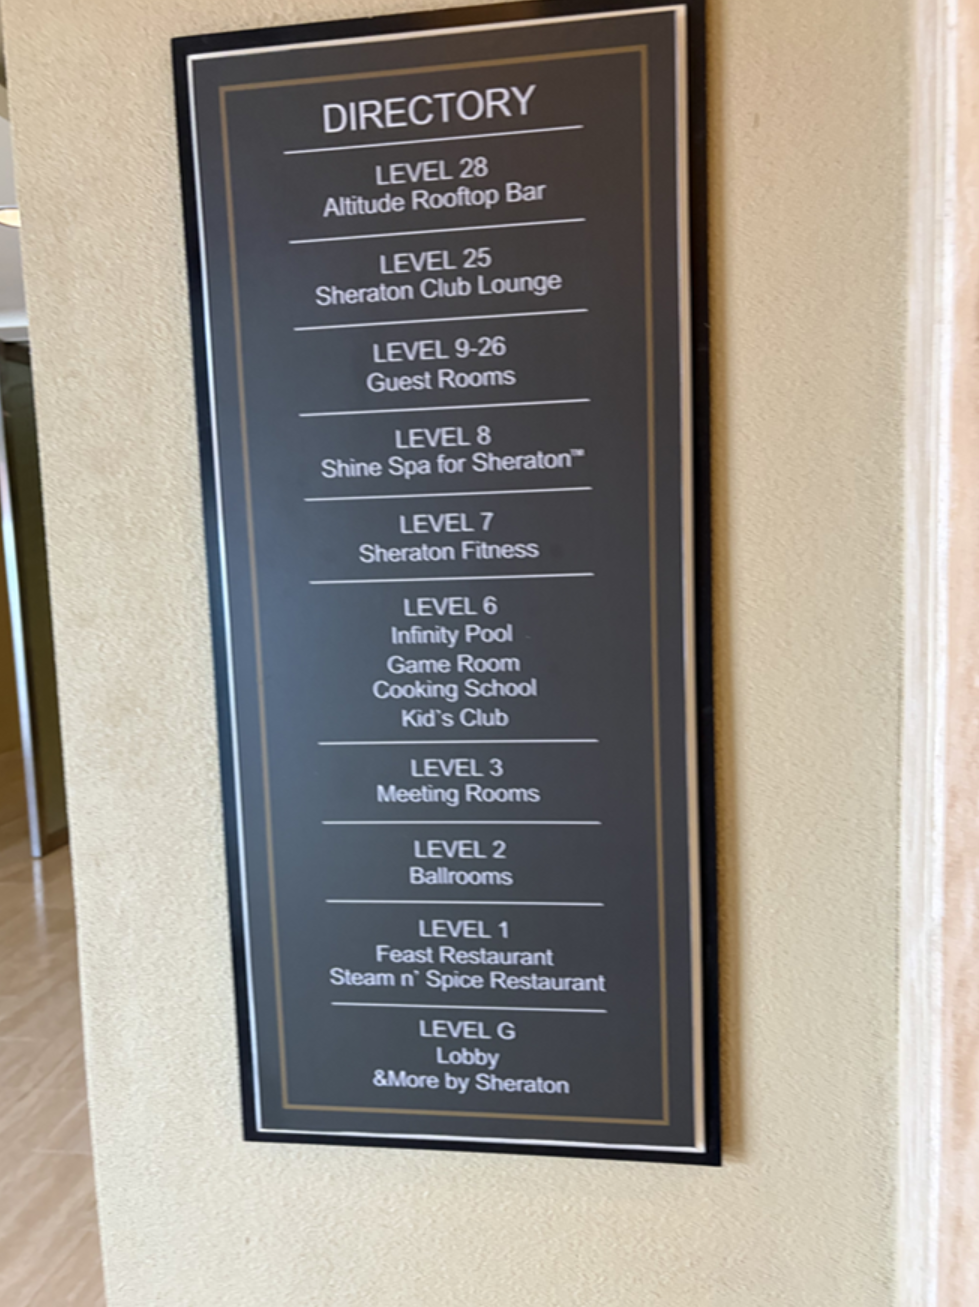 DIRECTORY
LEVEL 28
Altitude Rooftop Bar
LEVEL 25
Sheraton Club Lounge
LEVEL 9-26
Guest Rooms
LEVEL 8
Shine Spa for Sheraton™
LEVEL 7
Sheraton Fitness
LEVEL 6
Infinity Pool
Game Room
Cooking School
Kid's Club
LEVEL 3
Meeting Rooms
LEVEL 2
Ballrooms
LEVEL 1
Feast Restaurant
Steam n' Spice Restaurant
LEVEL G
Lobby
&More by Sheraton